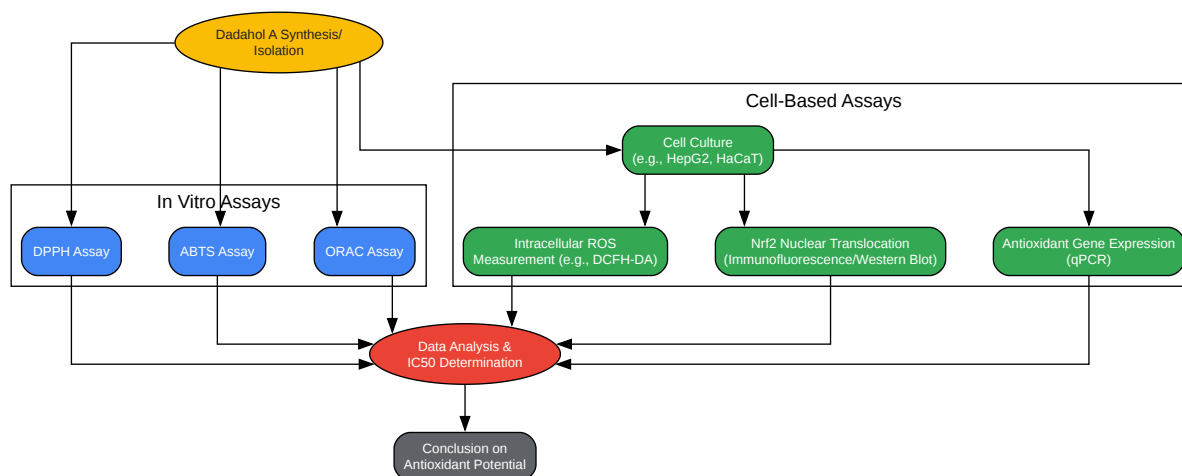 Dadahol A Synthesis/
Isolation
Cell-Based Assays
Cell Culture
(e.g., HepG2, HaCaT)
In Vitro Assays
DPPH Assay
ABTS Assay
ORAC Assay
Intracellular ROS
Measurement (e.g., DCFH-DA)
Nrf2 Nuclear Translocation
(Immunofluorescence/Western Blot)
Antioxidant Gene Expression
(qPCR)
Data Analysis &
IC50 Determination
Conclusion on
Antioxidant Potential